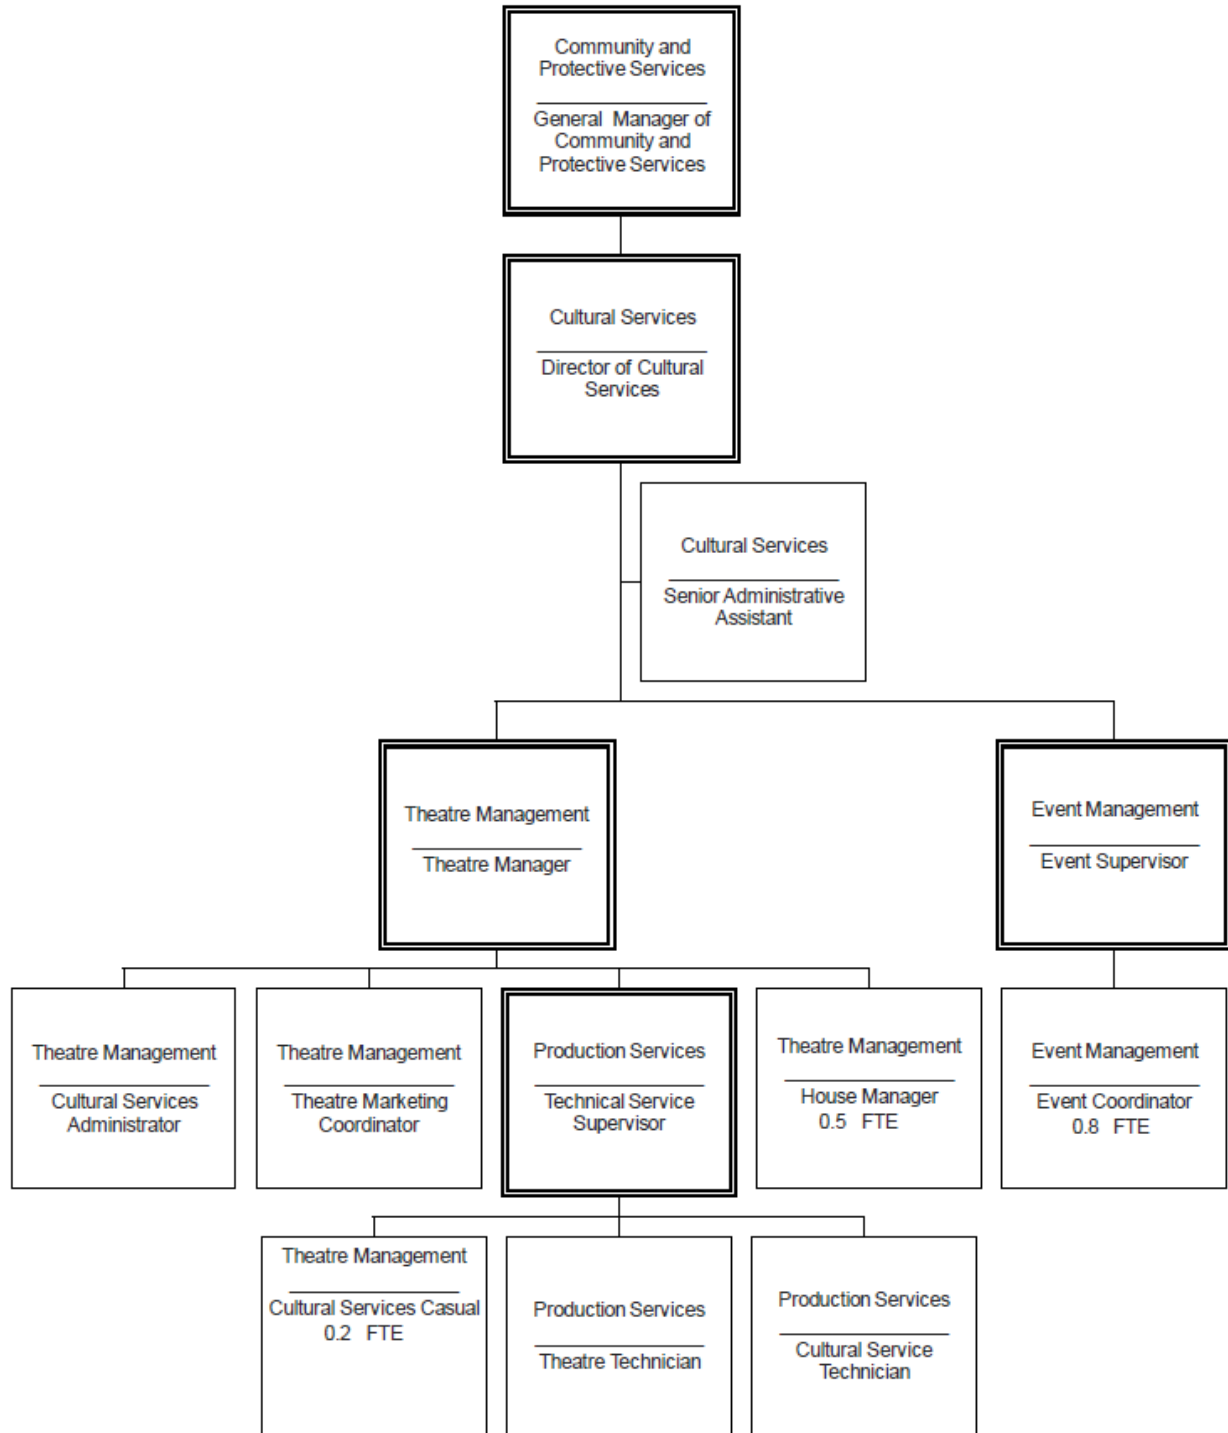 Community and
Protective Services
General Manager of
Community and
Protective Services
Cultural Services
Director of Cultural
Services
Cultural Services
Senior Administrative
Assistant
Theatre Management
Theatre Manager
Event Management
Event Supervisor
Theatre Management
Cultural Services
Administrator
Theatre Management
Theatre Marketing
Coordinator
Production Services
Technical Service
Supervisor
Theatre Management
House Manager
0.5 FTE
Event Management
Event Coordinator
0.8 FTE
Theatre Management
Cultural Services Casual
0.2 FTE
Production Services
Theatre Technician
Production Services
Cultural Service
Technician